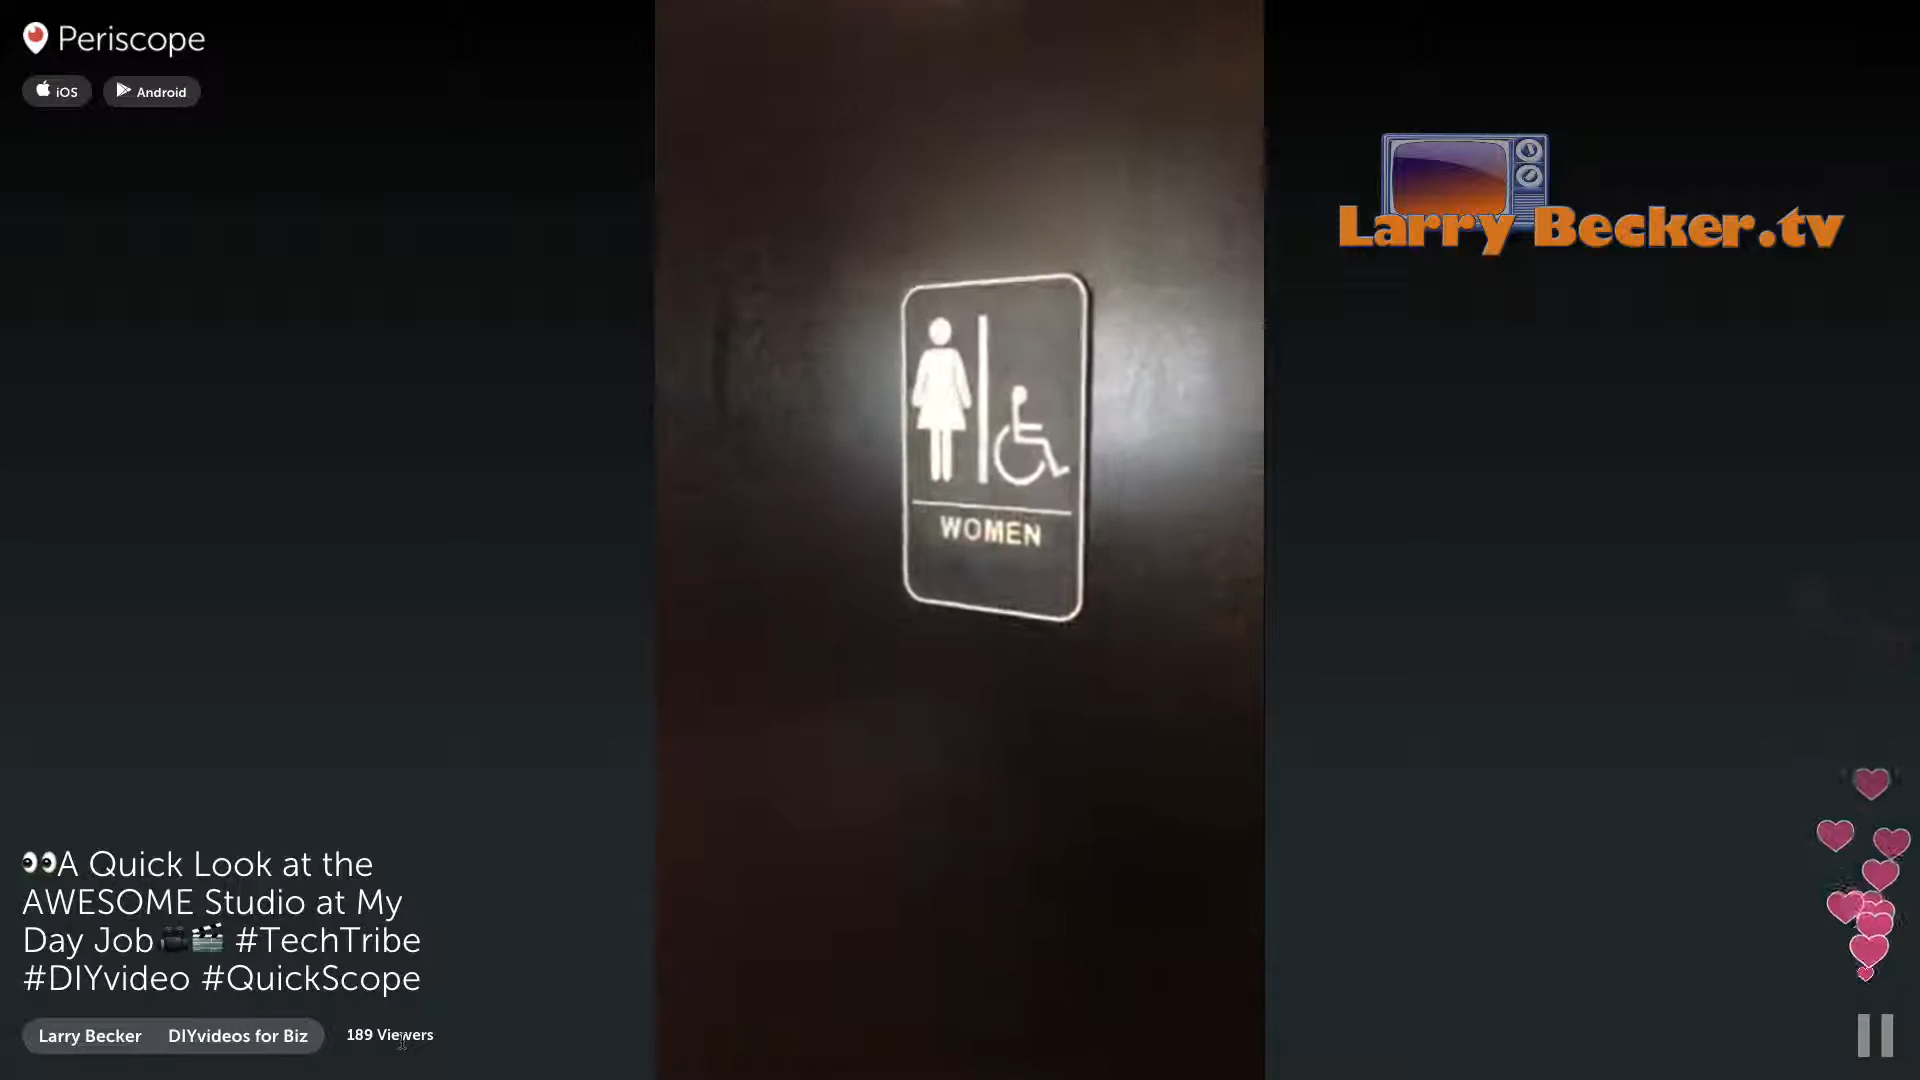 Periscope
iOS
Android
Larry Becker.tv
WOMEN
👀A Quick Look at the
AWESOME Studio at My
Day Job🎥🎬 #TechTribe
#DIYvideo #QuickScope
Larry Becker DIYvideos for Biz 189 Viewers